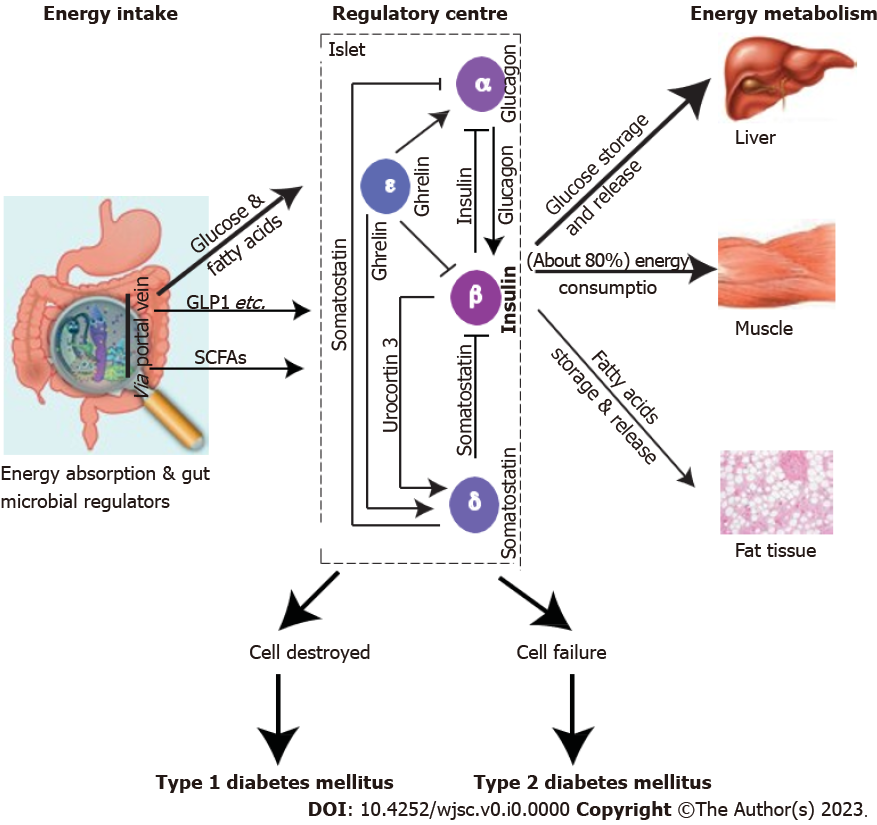 Energy intake
Regulatory centre
Energy metabolism
Islet
α
Glucagon
Liver
Glucose storage
and release
ε
Ghrelin
Insulin
Glucagon
Glucose &
fatty acids
Ghrelin
Somatostatin
(About 80%) energy
consumptio
Muscle
β
Insulin
GLP1 etc.
Via portal vein
SCFAs
Urocortin 3
Somatostatin
Fatty acids
storage & release
Energy absorption & gut
microbial regulators
δ
Somatostatin
Fat tissue
Cell destroyed
Cell failure
Type 1 diabetes mellitus
Type 2 diabetes mellitus
DOI: 10.4252/wjsc.v0.i0.0000 Copyright ©The Author(s) 2023.